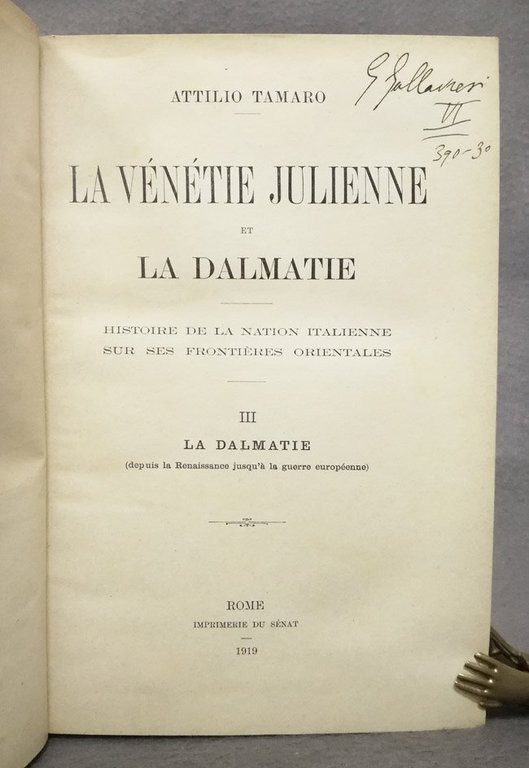 ATTILIO TAMARO
G Gallavresi
VI
390-30
LA VÉNÉTIE JULIENNE
ET
LA DALMATIE
HISTOIRE DE LA NATION ITALIENNE
SUR SES FRONTIÈRES ORIENTALES
III
LA DALMATIE
(depuis la Renaissance jusqu'à la guerre européenne)
ROME
IMPRIMERIE DU SÉNAT
1919